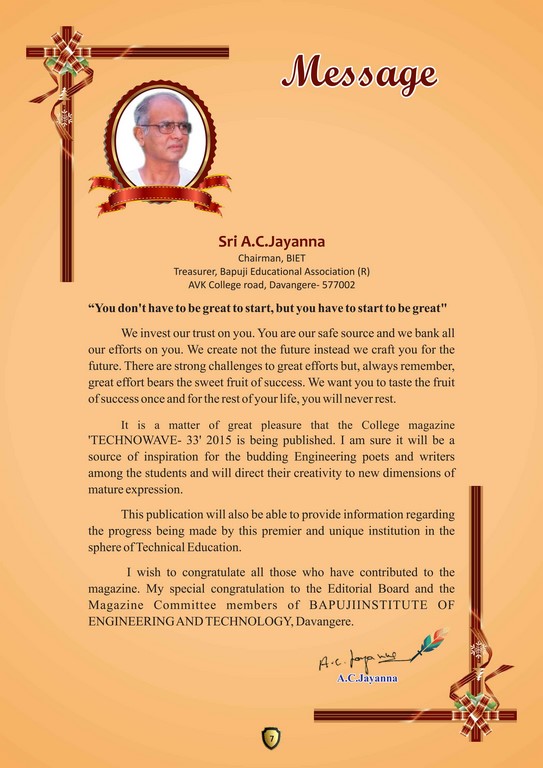 Message
Sri A.C.Jayanna
Chairman, BIET
Treasurer, Bapuji Educational Association (R)
AVK College road, Davangere- 577002
“You don't have to be great to start, but you have to start to be great"
We invest our trust on you. You are our safe source and we bank all
our efforts on you. We create not the future instead we craft you for the
future. There are strong challenges to great efforts but, always remember,
great effort bears the sweet fruit of success. We want you to taste the fruit
of success once and for the rest of your life, you will never rest.
It is a matter of great pleasure that the College magazine
'TECHNOWAVE- 33' 2015 is being published. I am sure it will be a
source of inspiration for the budding Engineering poets and writers
among the students and will direct their creativity to new dimensions of
mature expression.
This publication will also be able to provide information regarding
the progress being made by this premier and unique institution in the
sphere of Technical Education.
I wish to congratulate all those who have contributed to the
magazine. My special congratulation to the Editorial Board and the
Magazine Committee members of BAPUJIINSTITUTE OF
ENGINEERING AND TECHNOLOGY, Davangere.
A.C. Jayanna
A.C.Jayanna
7